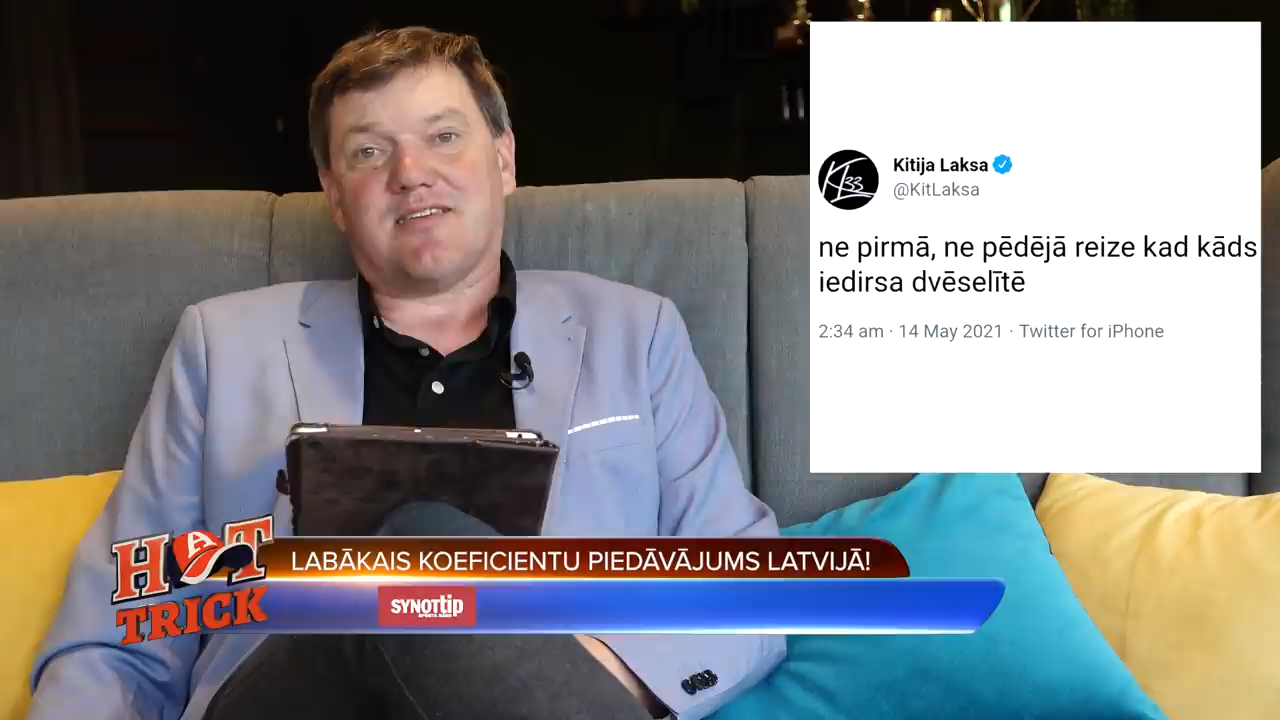 KL33
Kitija Laksa
@KitLaksa
ne pirmā, ne pēdējā reize kad kāds
iedirsa dvēselītē
2:34 am · 14 May 2021 · Twitter for iPhone
HAT
TRICK
LABĀKAIS KOEFICIENTU PIEDĀVĀJUMS LATVIJĀ!
SYNOTtip